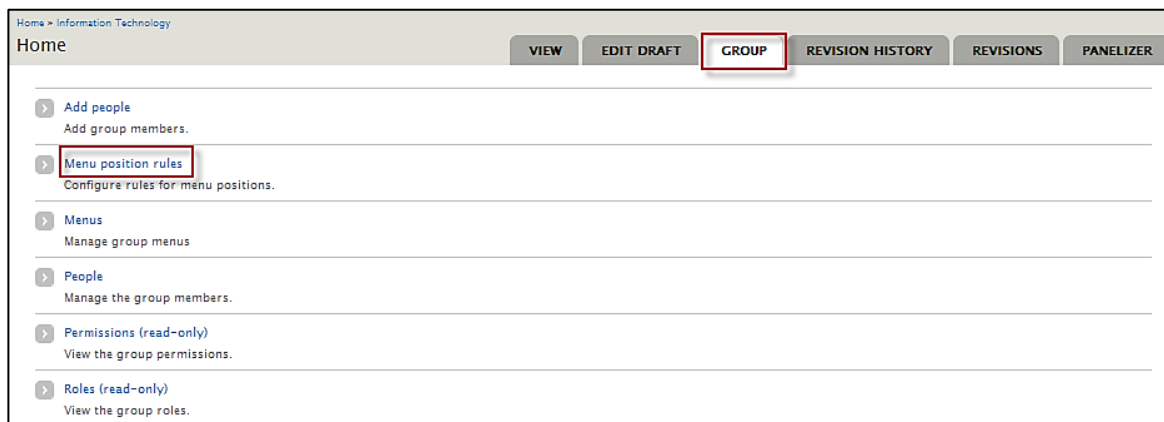 Home » Information Technology
Home
VIEW EDIT DRAFT GROUP REVISION HISTORY REVISIONS PANELIZER
Add people
Add group members.
Menu position rules
Configure rules for menu positions.
Menus
Manage group menus
People
Manage the group members.
Permissions (read-only)
View the group permissions.
Roles (read-only)
View the group roles.